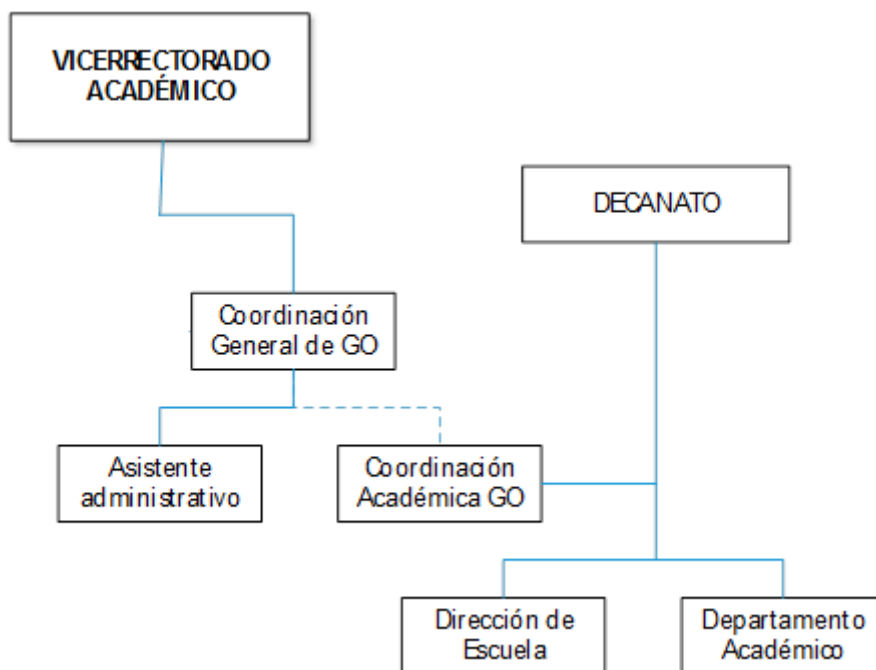 VICERRECTORADO
ACADÉMICO
DECANATO
Coordinación
General de GO
Asistente
administrativo
Coordinación
Académica GO
Dirección de
Escuela
Departamento
Académico